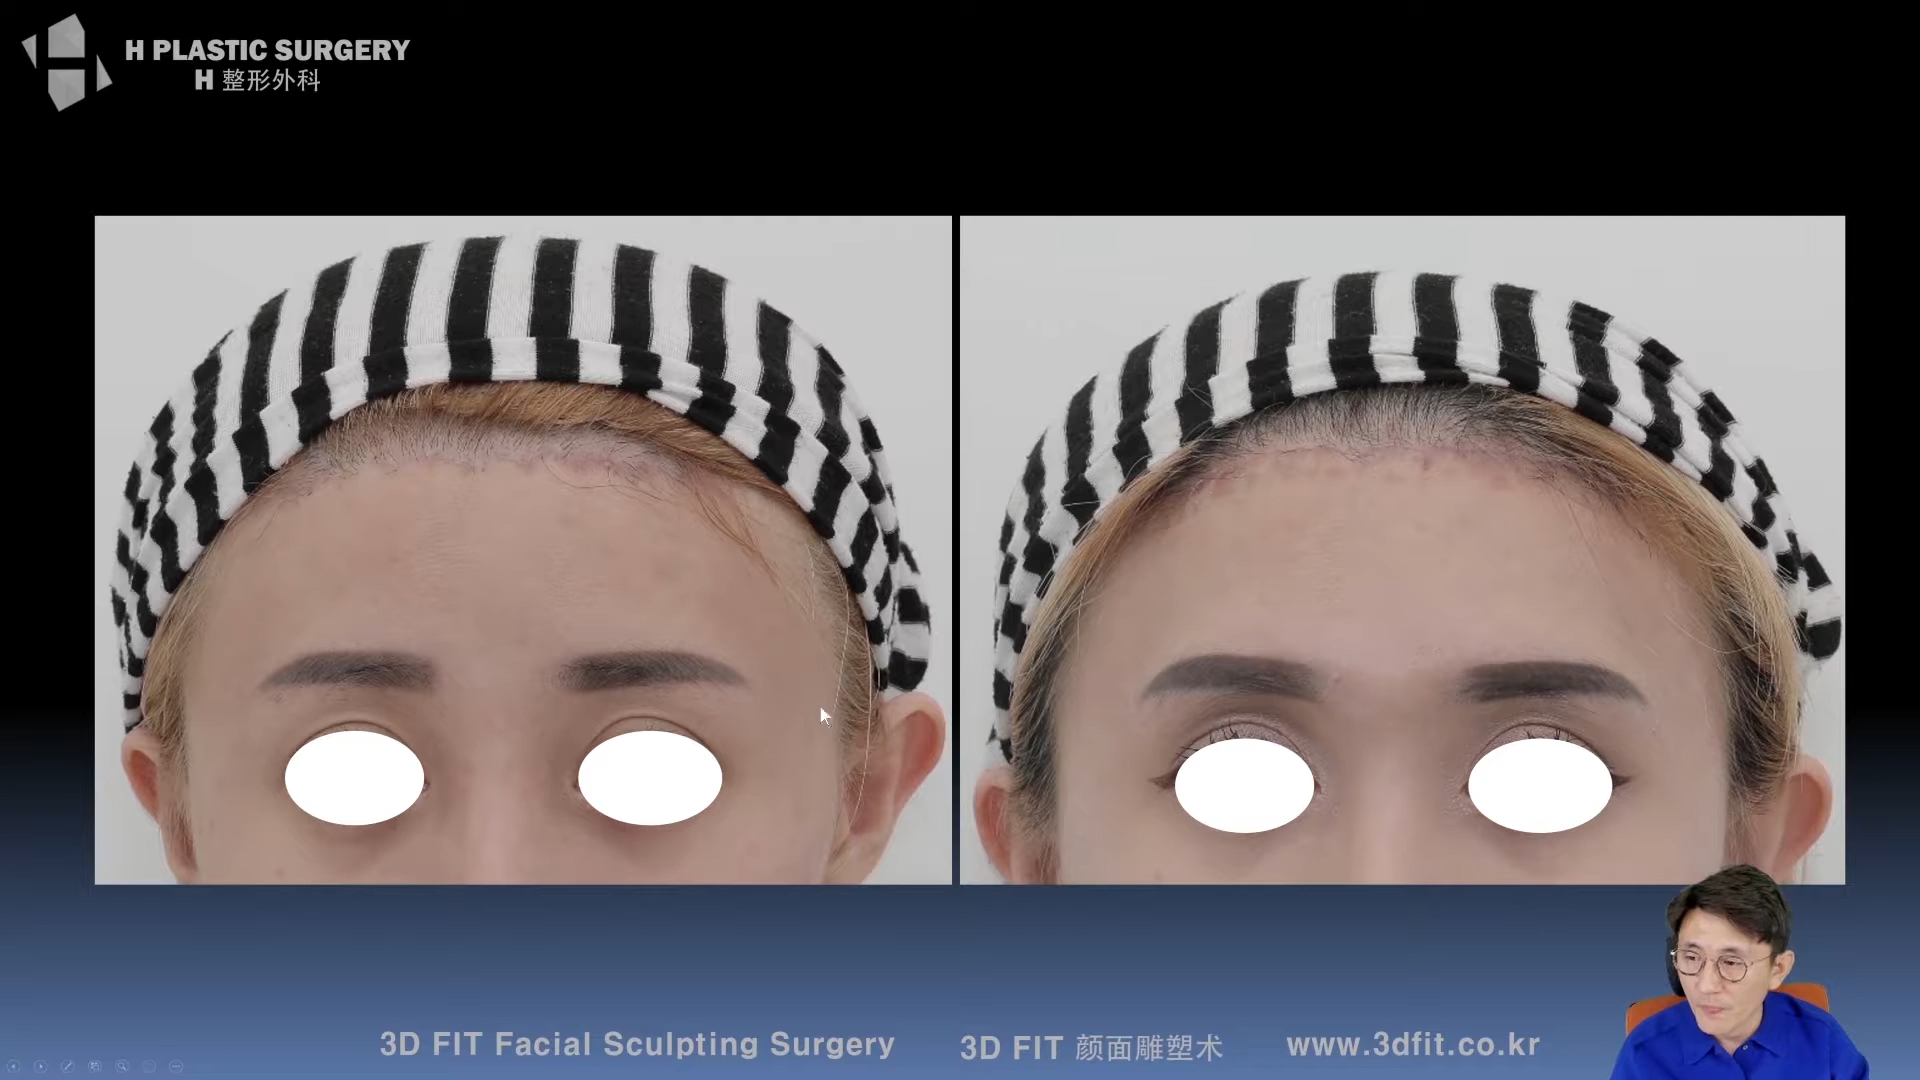 H PLASTIC SURGERY
H 整形外科
3D FIT Facial Sculpting Surgery
3D FIT 颜面雕塑术
www.3dfit.co.kr